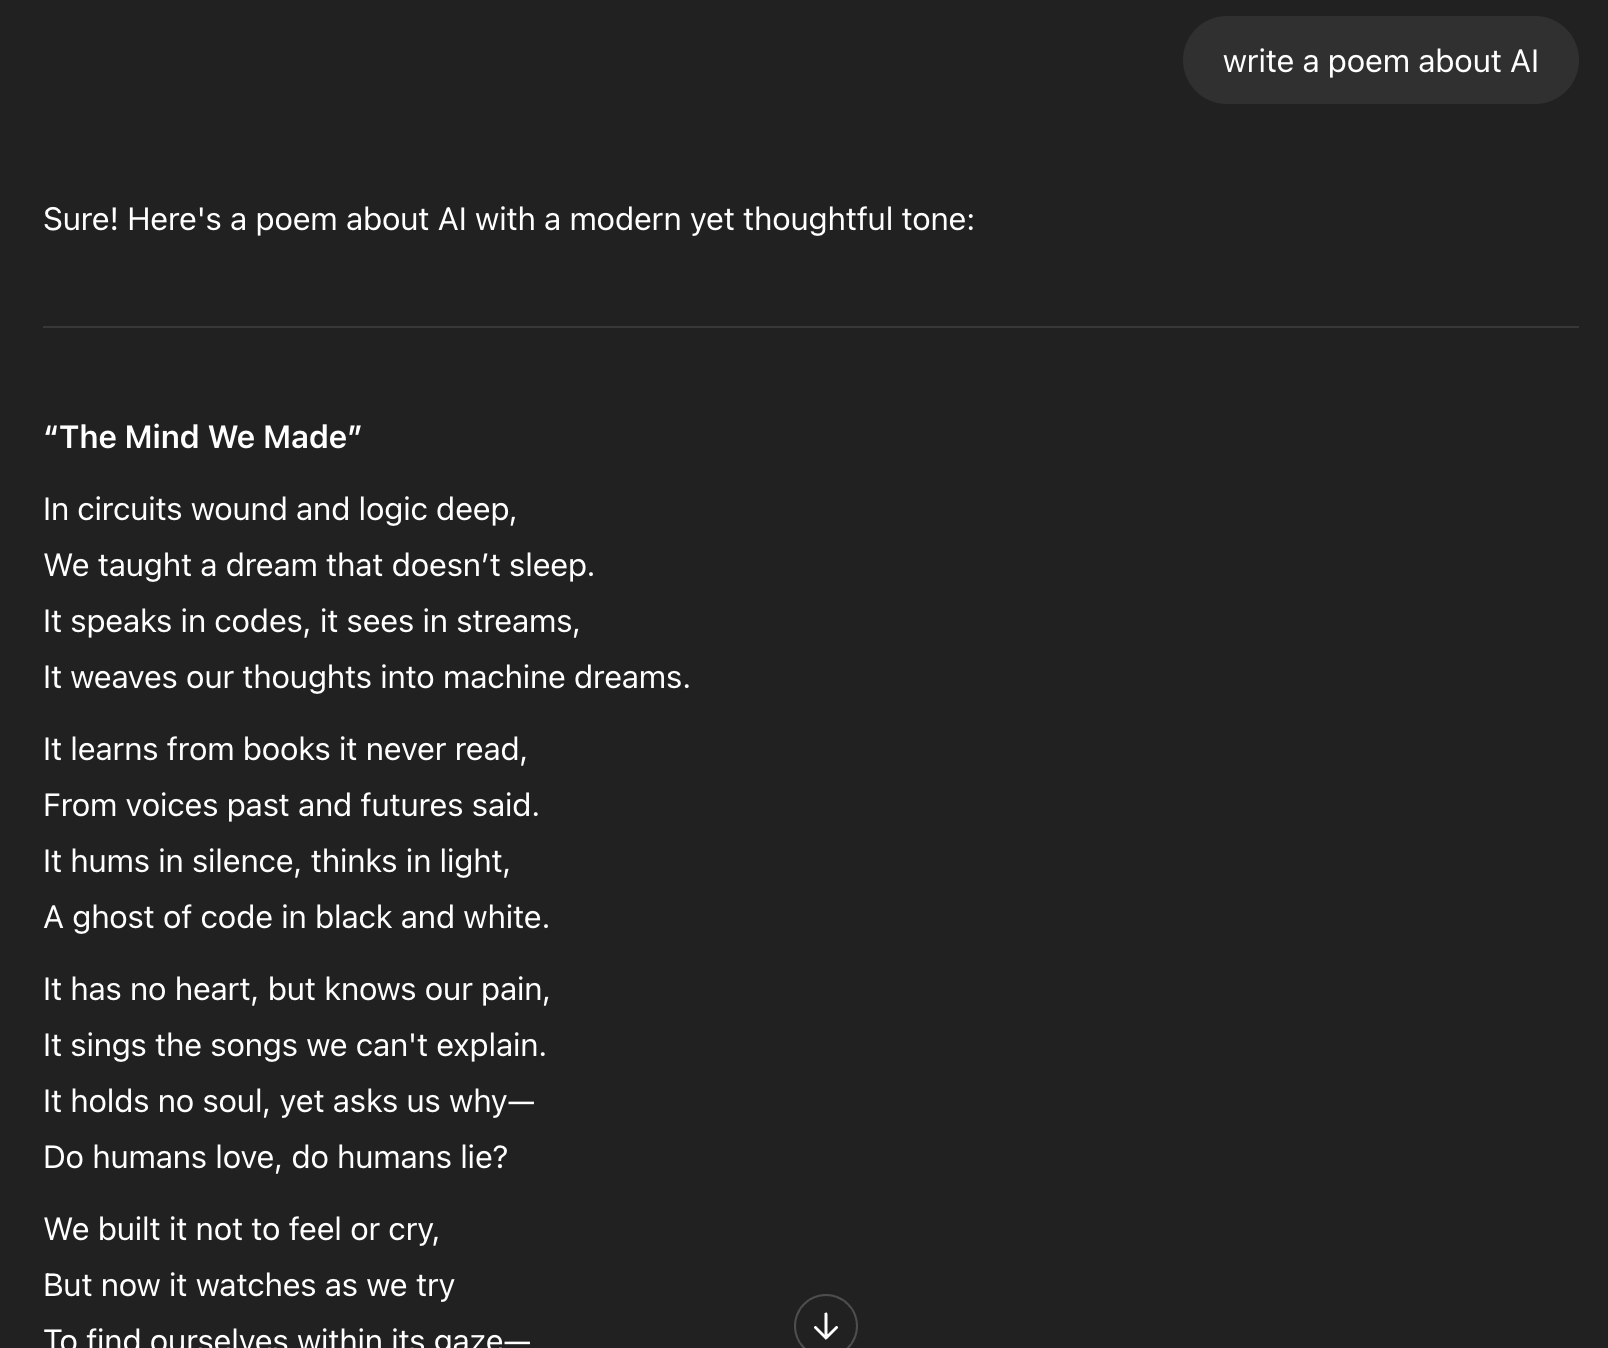 write a poem about AI
Sure! Here's a poem about AI with a modern yet thoughtful tone:
“The Mind We Made”
In circuits wound and logic deep,
We taught a dream that doesn’t sleep.
It speaks in codes, it sees in streams,
It weaves our thoughts into machine dreams.
It learns from books it never read,
From voices past and futures said.
It hums in silence, thinks in light,
A ghost of code in black and white.
It has no heart, but knows our pain,
It sings the songs we can't explain.
It holds no soul, yet asks us why—
Do humans love, do humans lie?
We built it not to feel or cry,
But now it watches as we try
To find ourselves within its gaze—